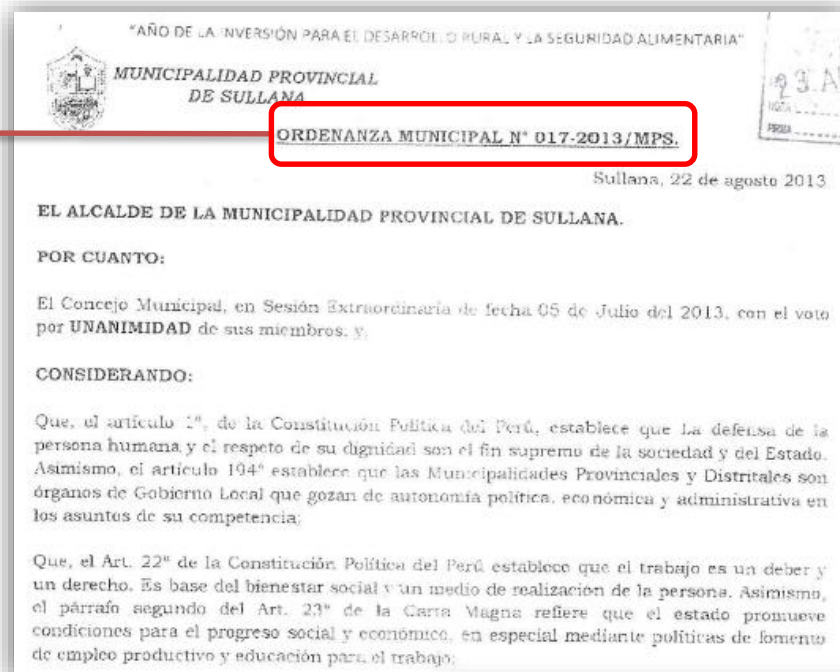 "AÑO DE LA INVERSIÓN PARA EL DESARROLLO RURAL Y LA SEGURIDAD ALIMENTARIA"
MUNICIPALIDAD PROVINCIAL
DE SULLANA
23 A
ORDENANZA MUNICIPAL N° 017-2013/MPS.
Sullana, 22 de agosto 2013
EL ALCALDE DE LA MUNICIPALIDAD PROVINCIAL DE SULLANA.
POR CUANTO:
El Concejo Municipal, en Sesión Extraordinaria de fecha 05 de Julio del 2013, con el voto
por UNANIMIDAD de sus miembros, y,
CONSIDERANDO:
Que, el artículo 1°, de la Constitución Política del Perú, establece que La defensa de la
persona humana y el respeto de su dignidad son el fin supremo de la sociedad y del Estado.
Asimismo, el artículo 194° establece que las Municipalidades Provinciales y Distritales son
órganos de Gobierno Local que gozan de autonomía política, económica y administrativa en
los asuntos de su competencia;
Que, el Art. 22° de la Constitución Política del Perú establece que el trabajo es un deber y
un derecho. Es base del bienestar social y un medio de realización de la persona. Asimismo,
el párrafo segundo del Art. 23° de la Carta Magna refiere que el estado promueve
condiciones para el progreso social y económico, en especial mediante políticas de fomento
de empleo productivo y educación para el trabajo;